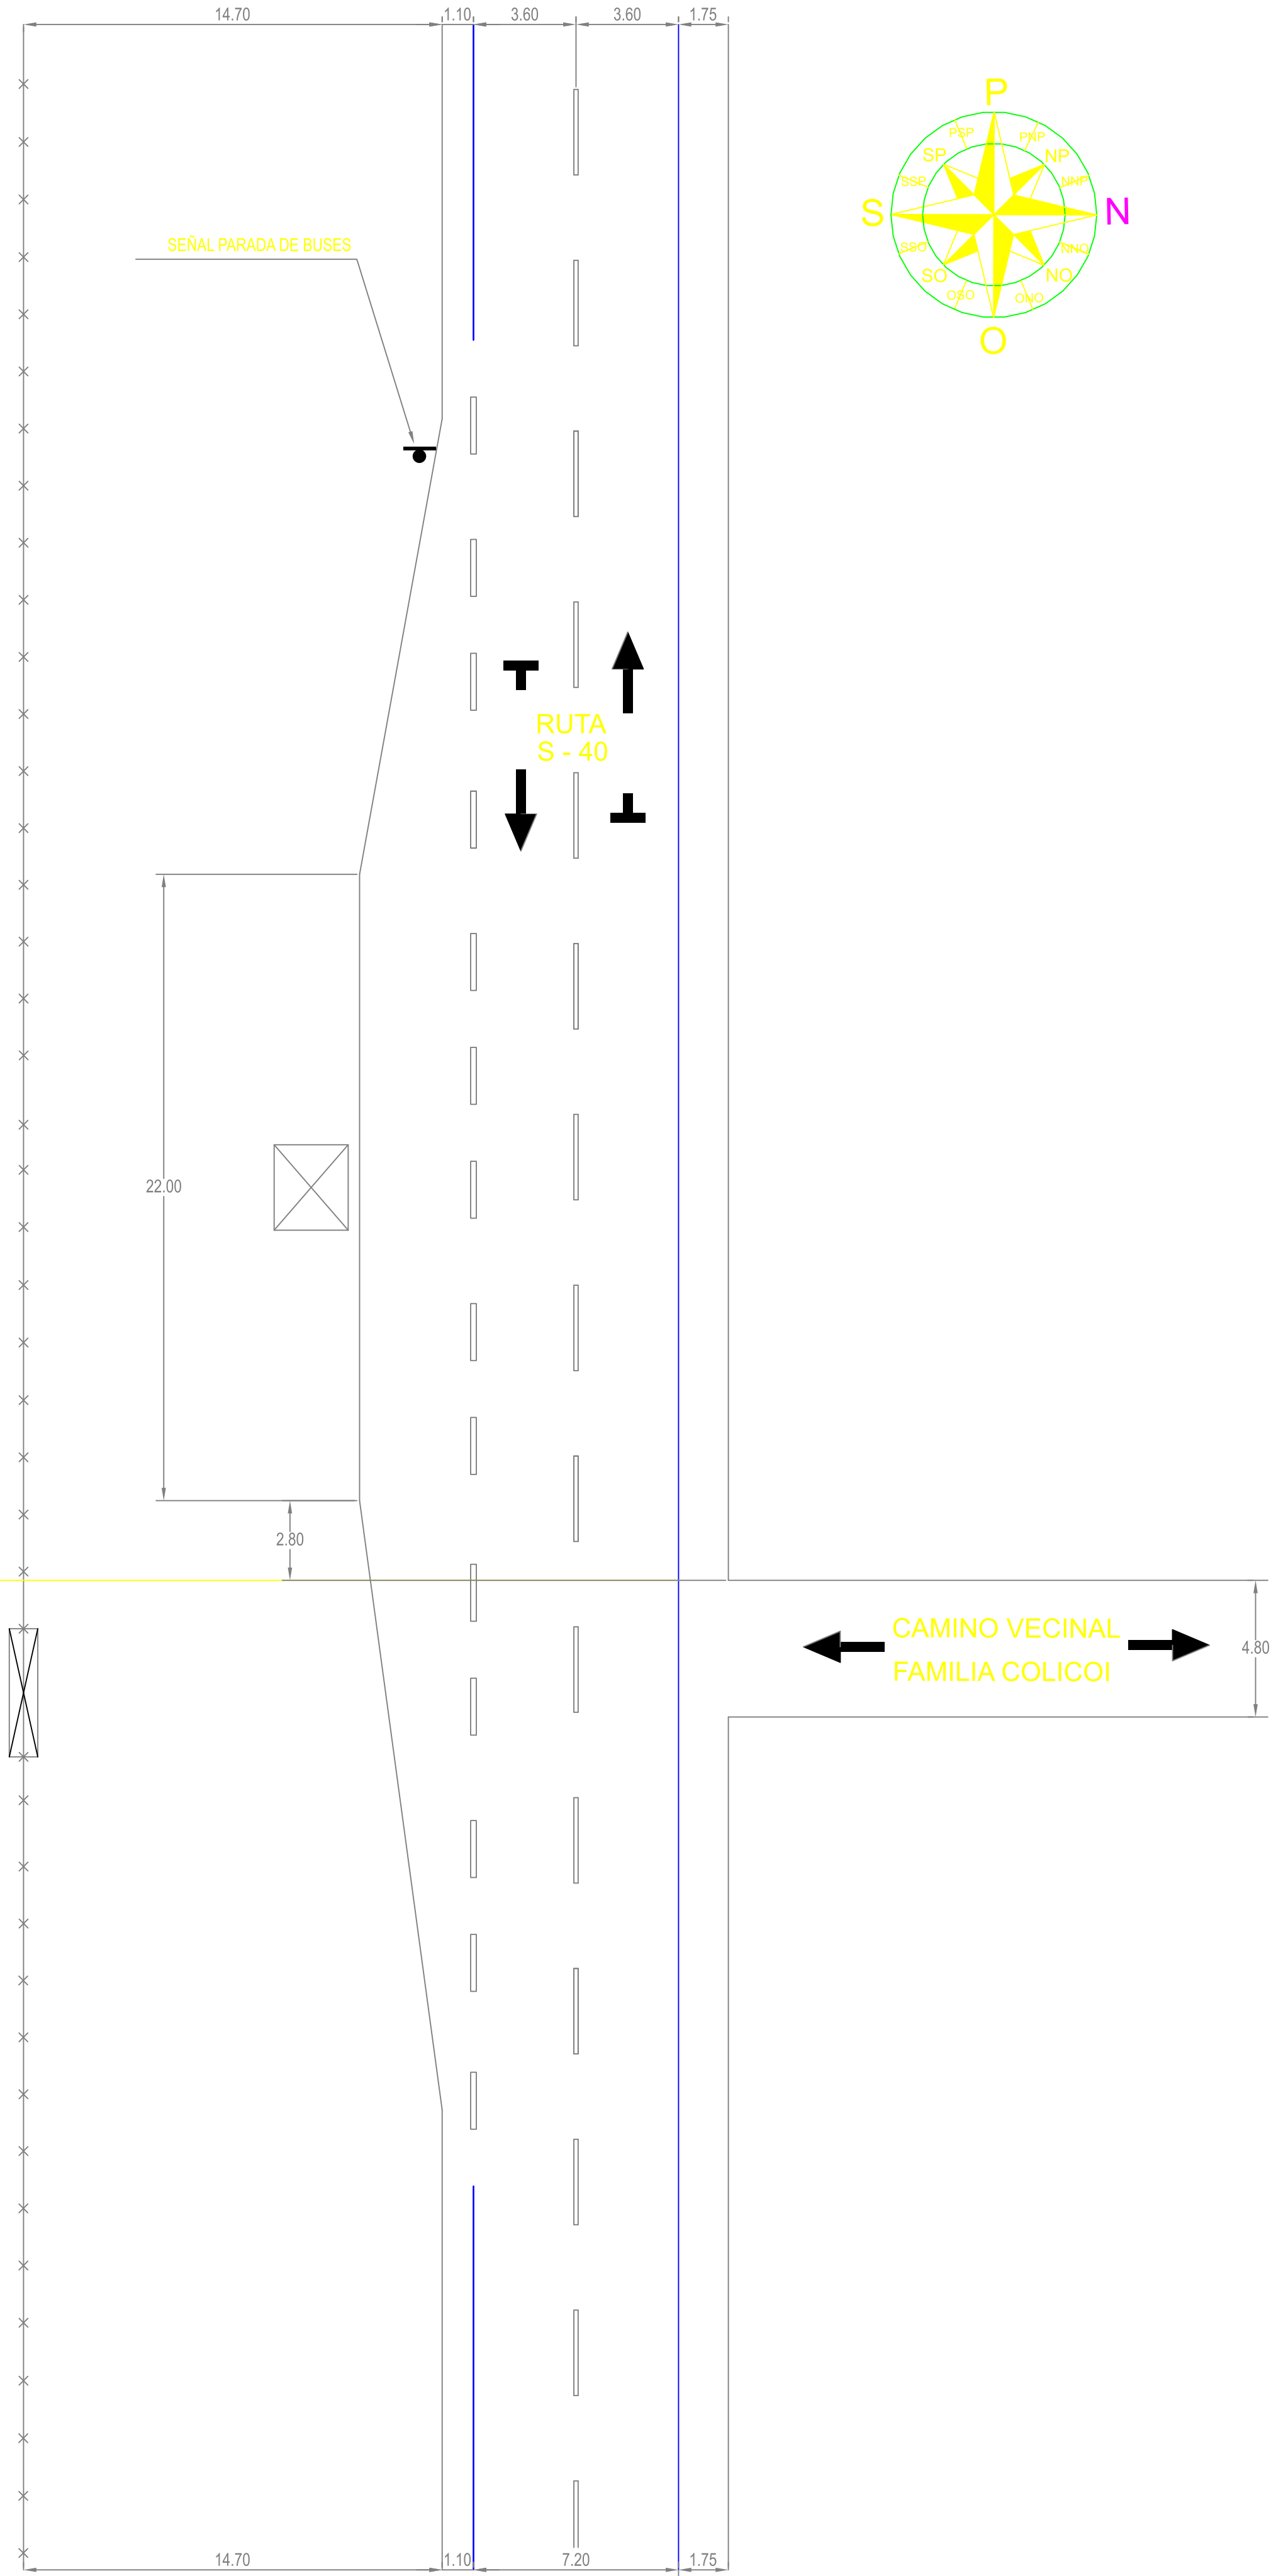 14.70
1.10
3.60
3.60
1.75
P
PSP
PNP
SP
NP
SSP
NNP
S
N
SSO
NNO
SO
NO
OSO
ONO
O
SEÑAL PARADA DE BUSES
RUTA
S - 40
22.00
2.80
CAMINO VECINAL
FAMILIA COLICOI
4.80
14.70
1.10
7.20
1.75